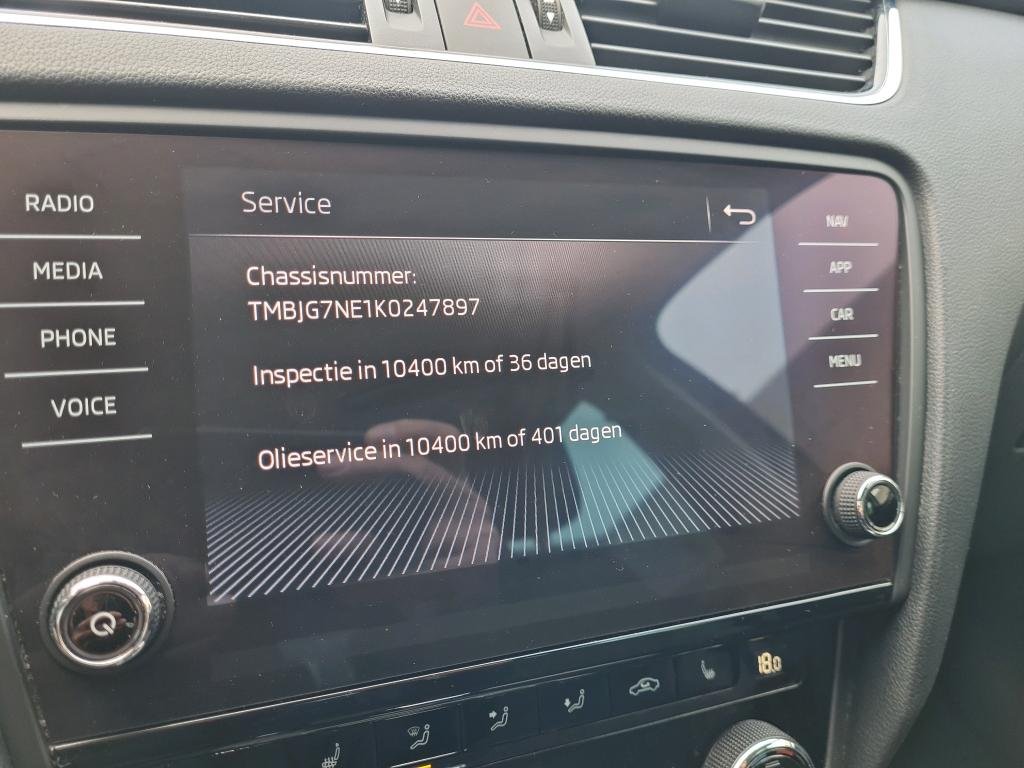 RADIO
MEDIA
PHONE
VOICE
Service
Chassisnummer:
TMBJG7NE1K0247897
Inspectie in 10400 km of 36 dagen
Olieservice in 10400 km of 401 dagen
NAV
APP
CAR
MENU
18.0